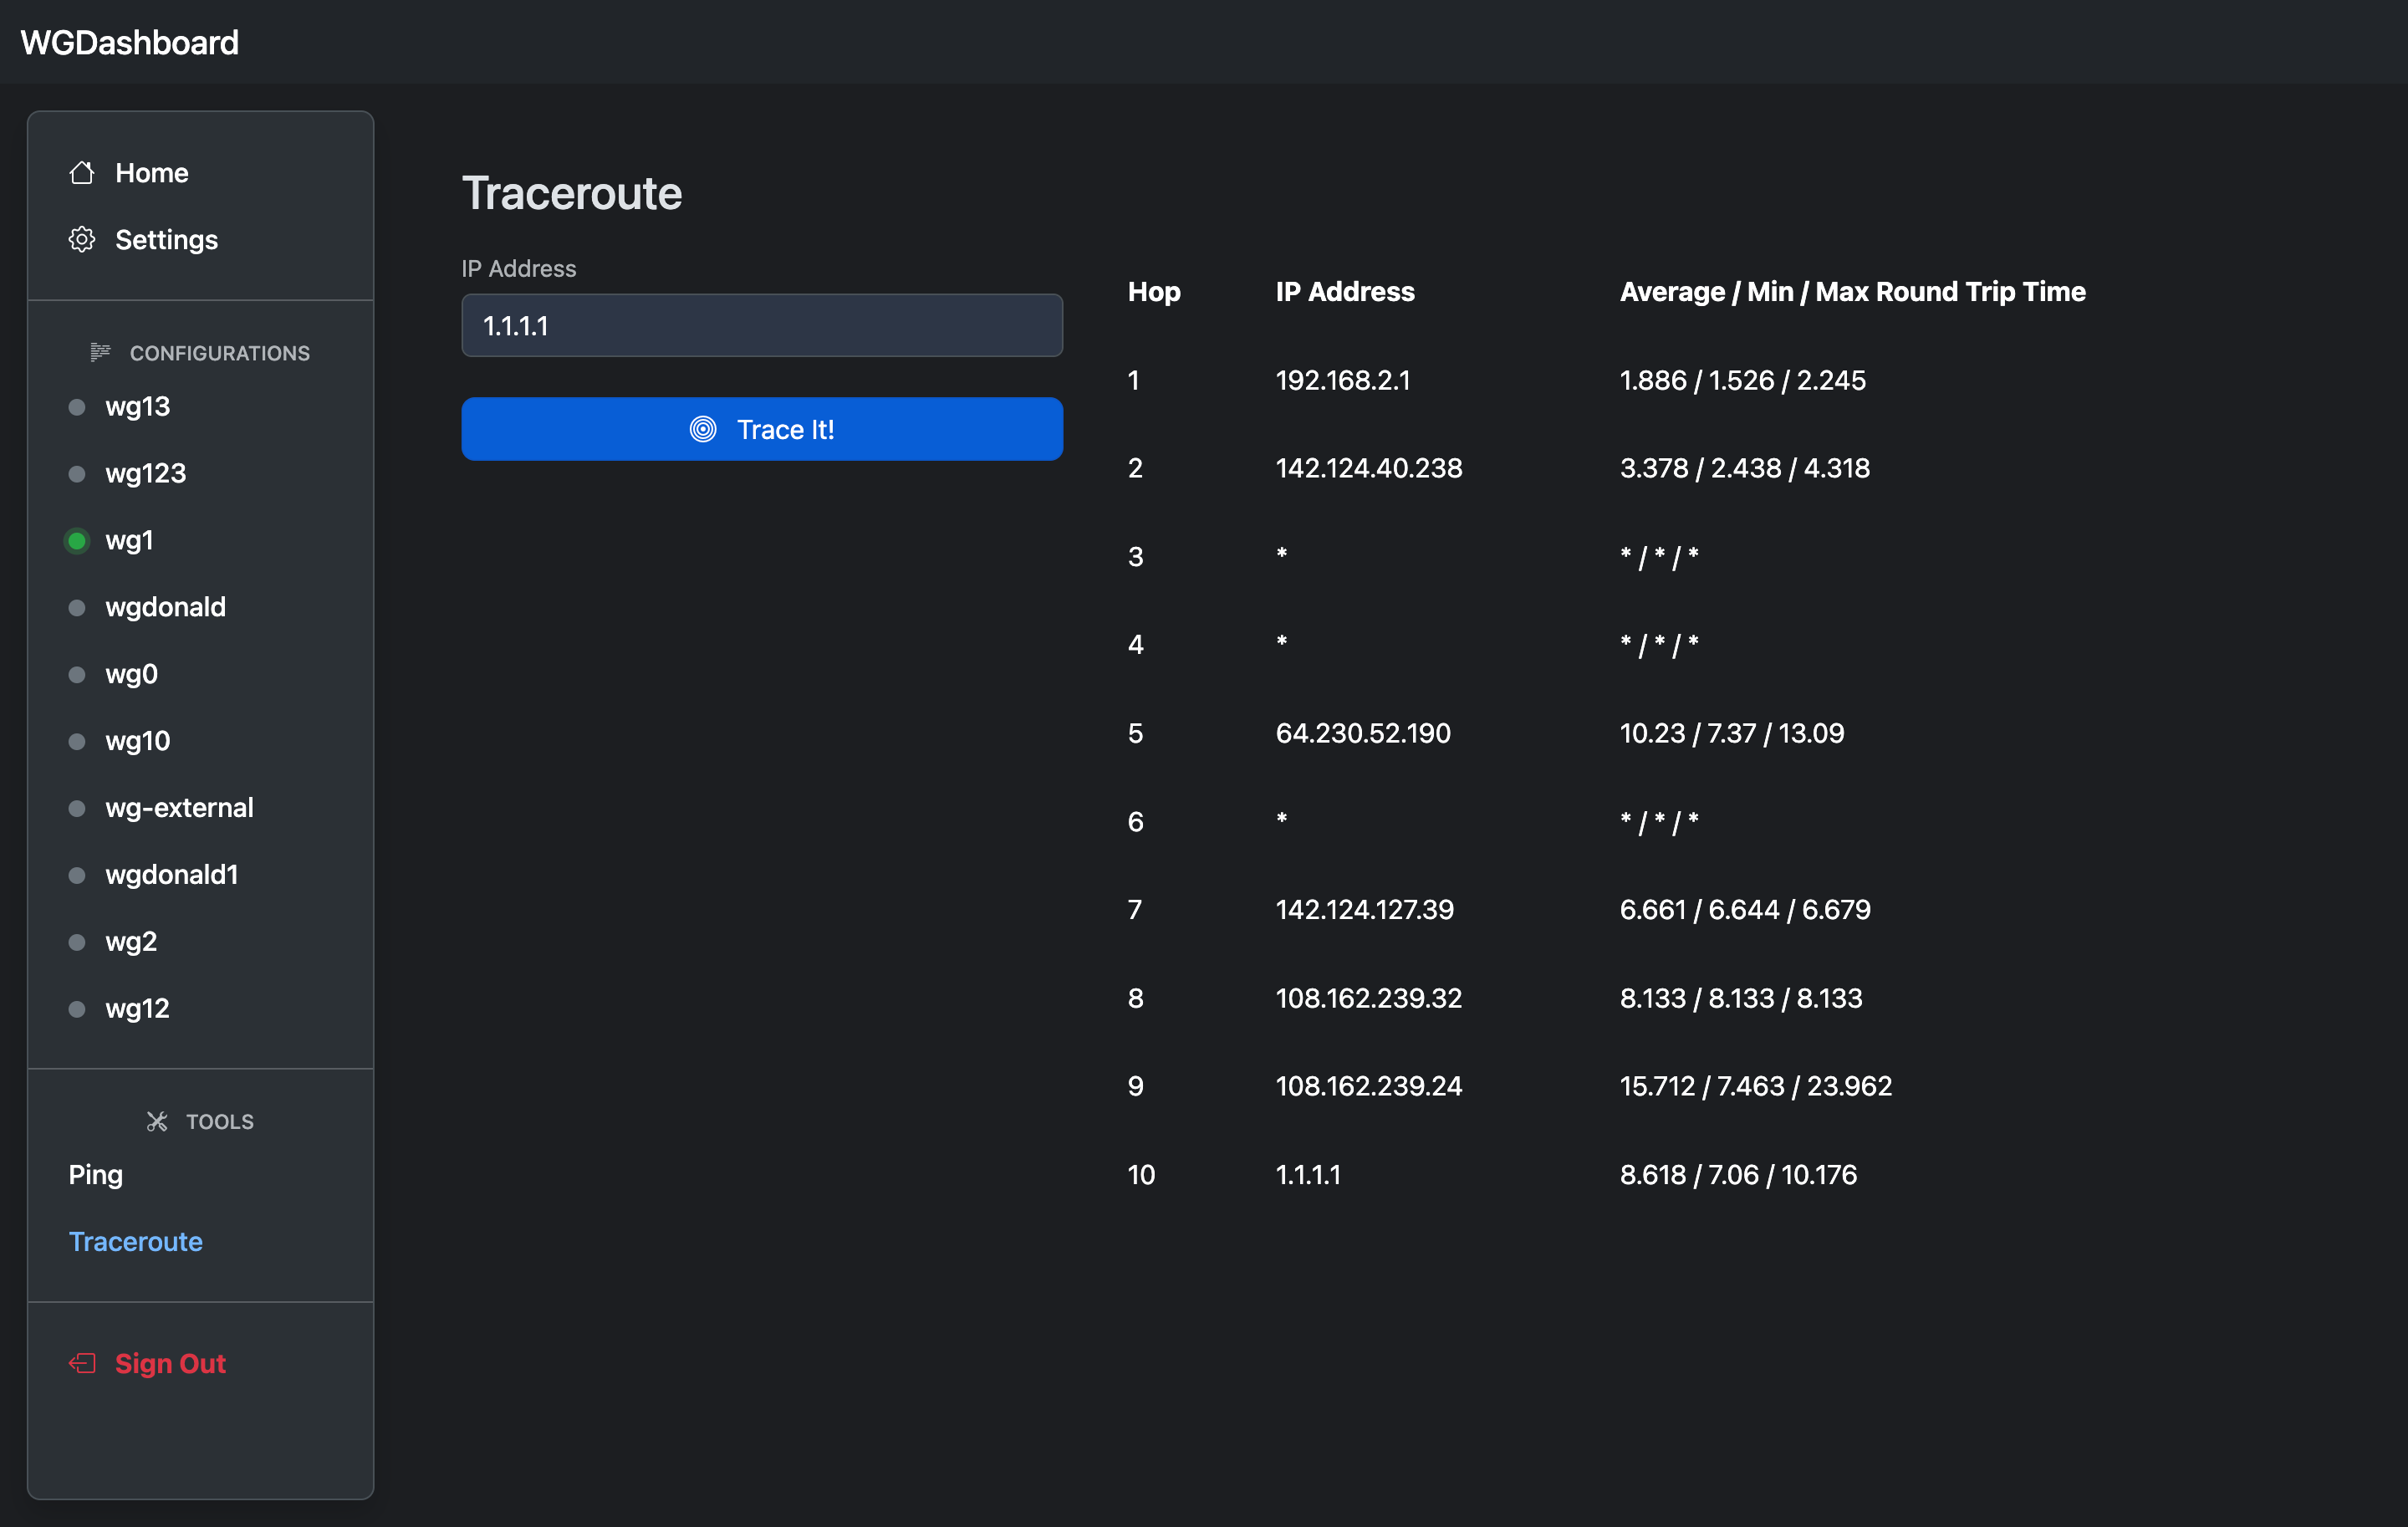 WGDashboard
Home
Settings
CONFIGURATIONS
wg13
wg123
wg1
wgdonald
wg0
wg10
wg-external
wgdonald1
wg2
wg12
TOOLS
Ping
Traceroute
Sign Out
Traceroute
IP Address
1.1.1.1
Trace It!
Hop IP Address Average / Min / Max Round Trip Time
1 192.168.2.1 1.886 / 1.526 / 2.245
2 142.124.40.238 3.378 / 2.438 / 4.318
3 * * / * / *
4 * * / * / *
5 64.230.52.190 10.23 / 7.37 / 13.09
6 * * / * / *
7 142.124.127.39 6.661 / 6.644 / 6.679
8 108.162.239.32 8.133 / 8.133 / 8.133
9 108.162.239.24 15.712 / 7.463 / 23.962
10 1.1.1.1 8.618 / 7.06 / 10.176